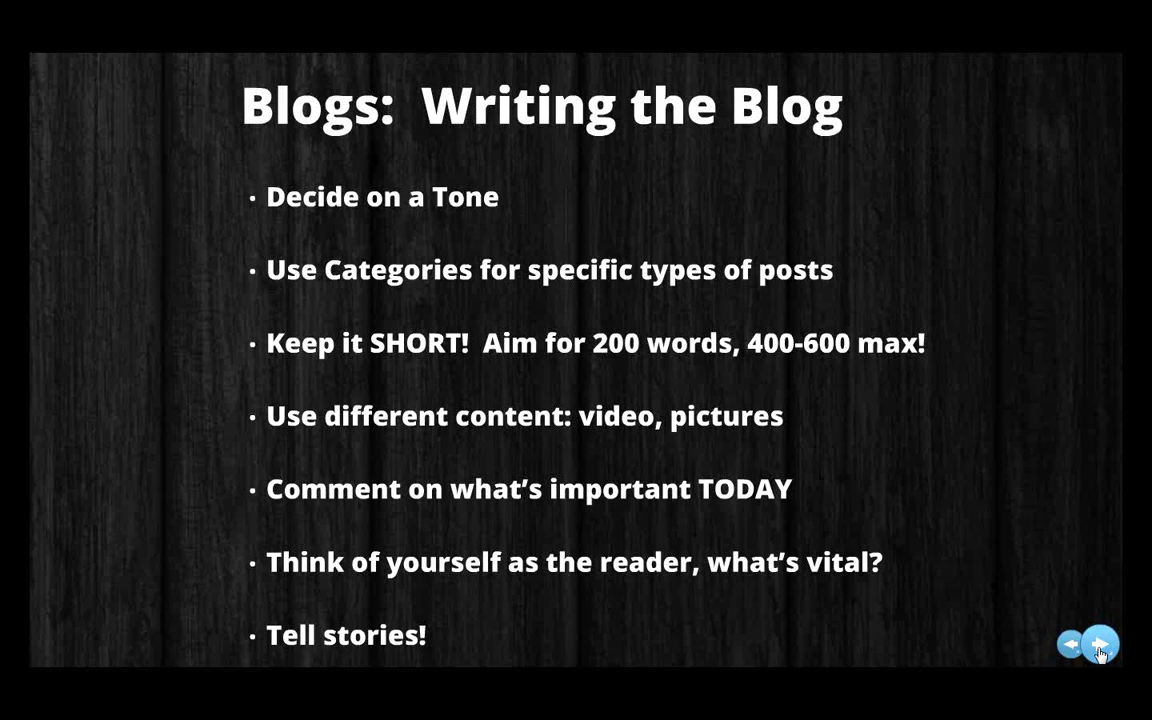 Blogs:  Writing the Blog
· Decide on a Tone
· Use Categories for specific types of posts
· Keep it SHORT!  Aim for 200 words, 400-600 max!
· Use different content: video, pictures
· Comment on what’s important TODAY
· Think of yourself as the reader, what’s vital?
· Tell stories!